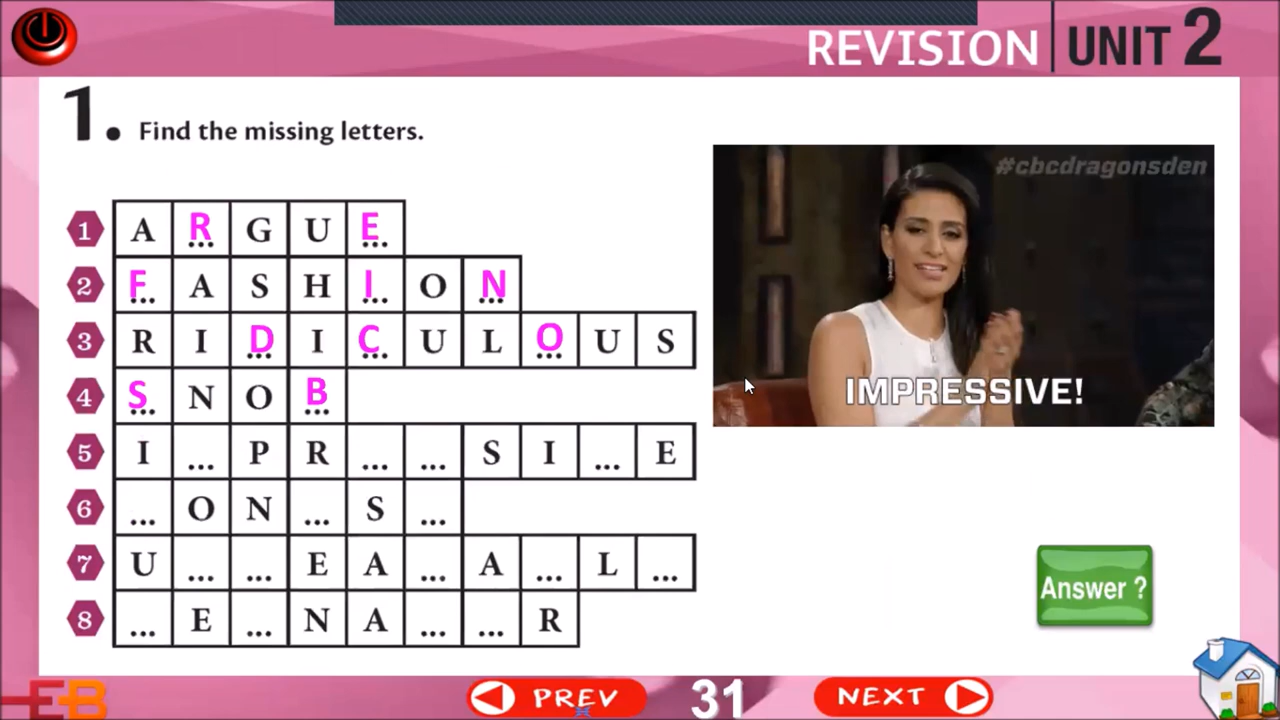 REVISION UNIT 2
1. Find the missing letters.
#cbcdragonsden
IMPRESSIVE!
1 A R G U E
2 F A S H I O N
3 R I D I C U L O U S
4 S N O B
5 I ... P R ... ... S I ... E
6 ... O N ... S ...
7 U ... ... E A ... A ... L ...
8 ... E ... N A ... ... R
Answer ?
EB
PREV 31 NEXT